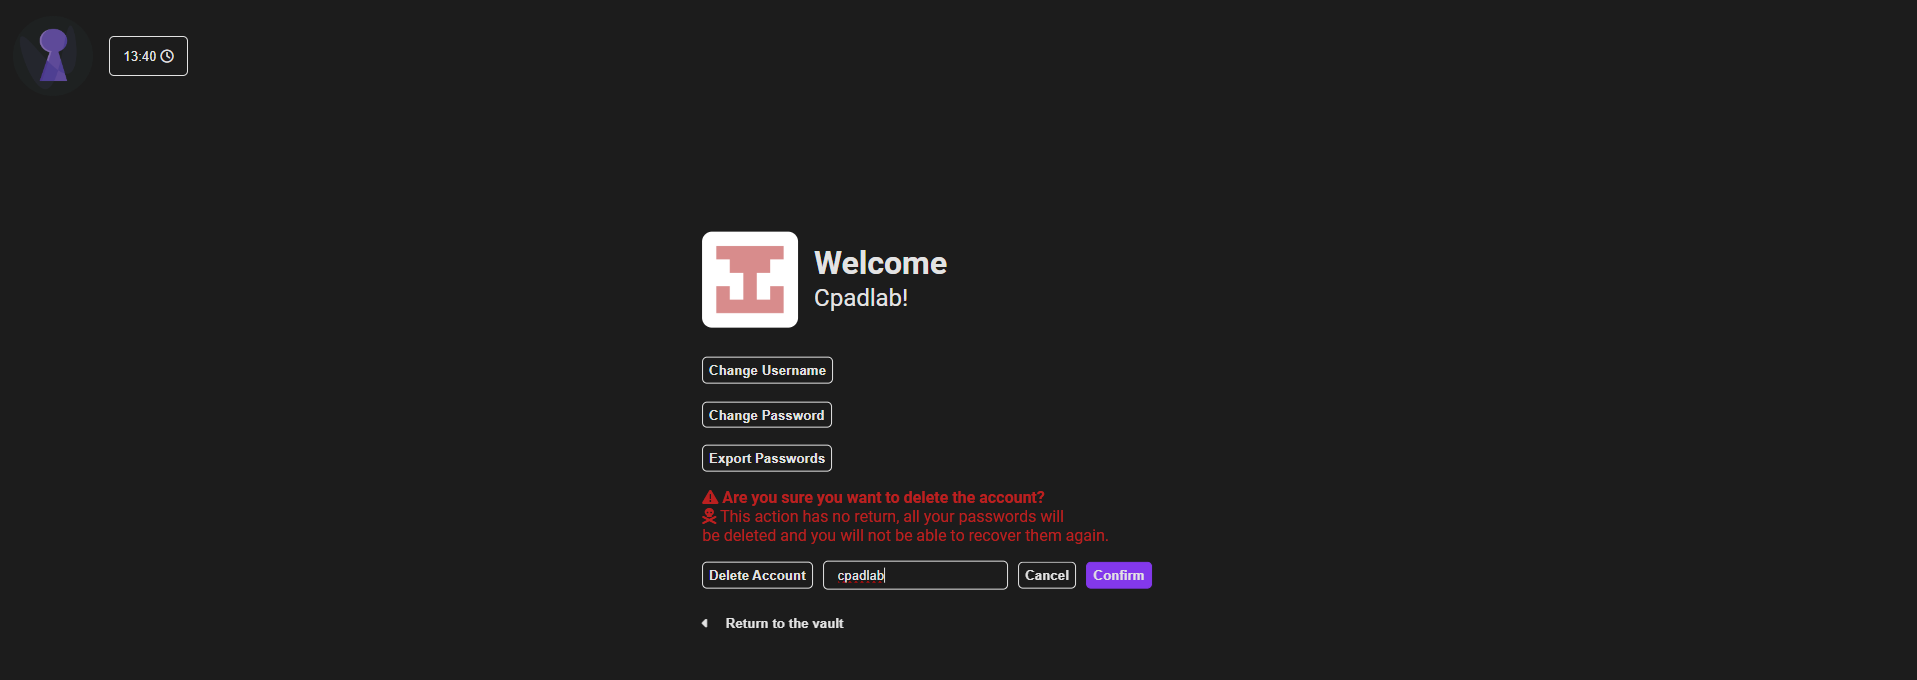 13:40
Welcome
Cpadlab!
Change Username
Change Password
Export Passwords
Are you sure you want to delete the account?
This action has no return, all your passwords will
be deleted and you will not be able to recover them again.
Delete Account cpadlab Cancel Confirm
Return to the vault